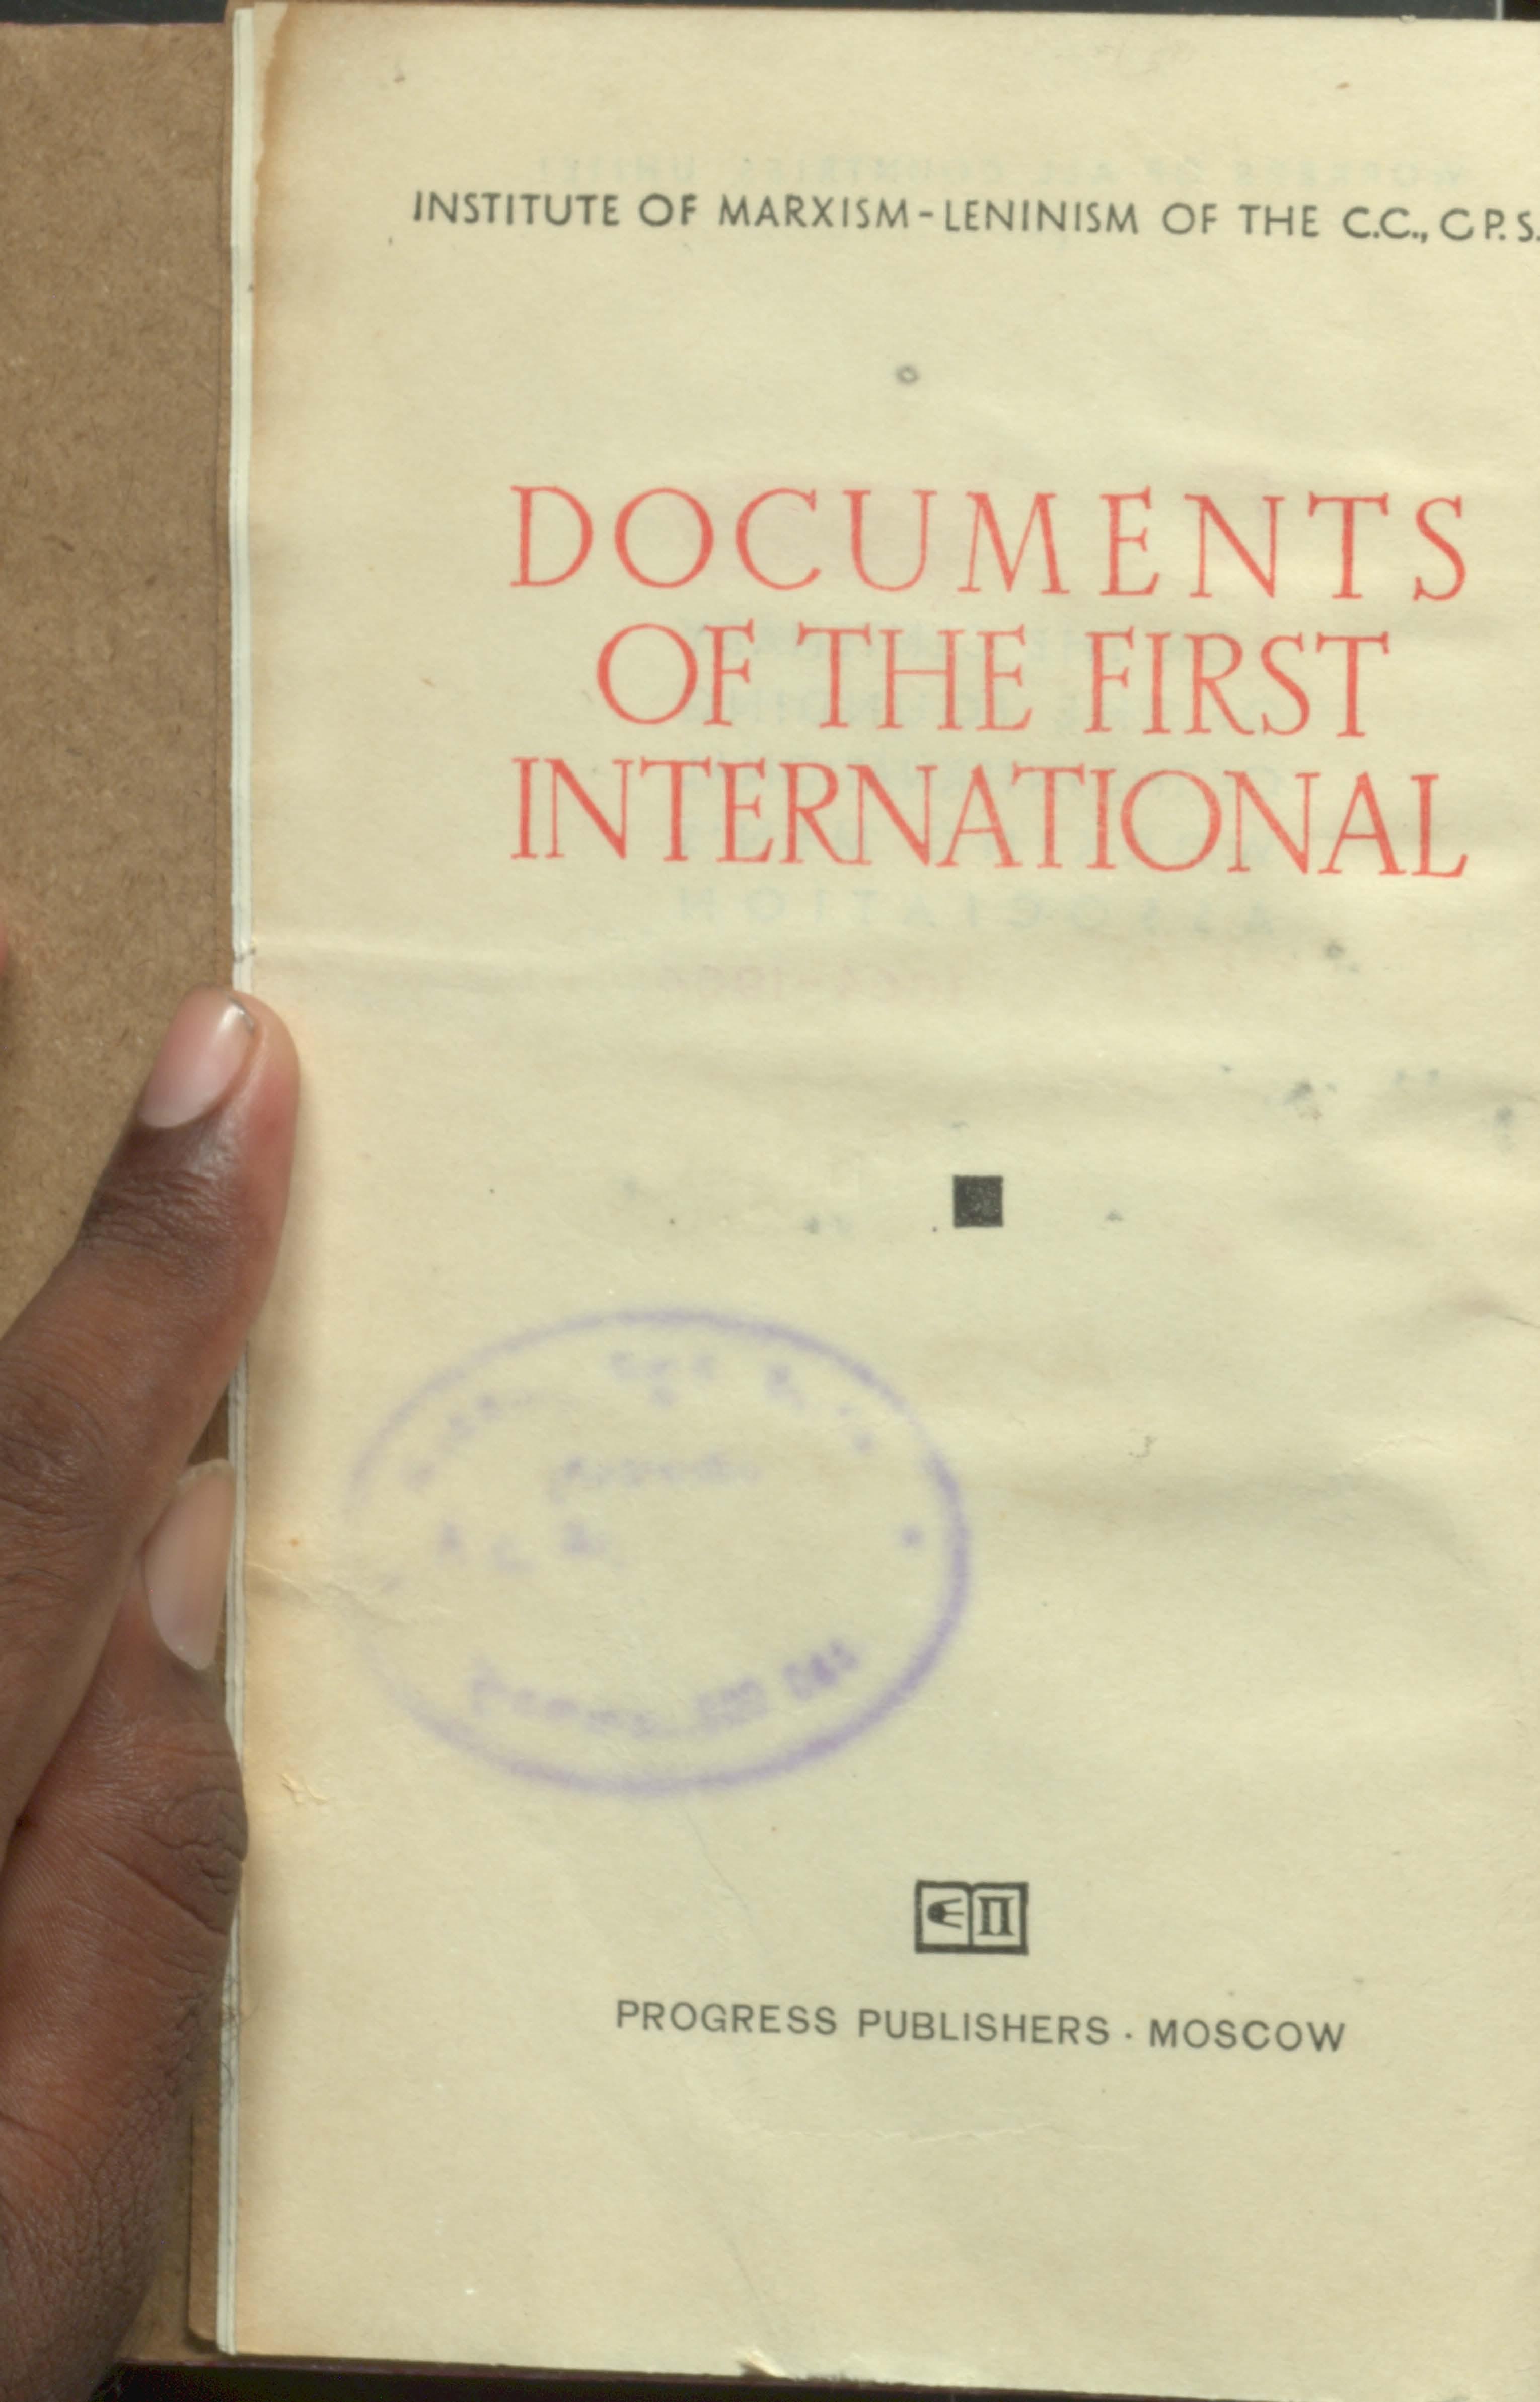 INSTITUTE OF MARXISM-LENINISM OF THE C.C., C.P.S.
DOCUMENTS
OF THE FIRST
INTERNATIONAL
П
PROGRESS PUBLISHERS · MOSCOW